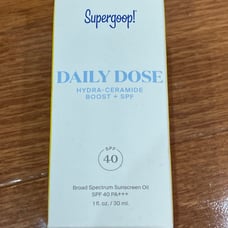 Supergoop!
DAILY DOSE
HYDRA-CERAMIDE
BOOST + SPF
SPF
40
Broad Spectrum Sunscreen Oil
SPF 40 PA+++
1 fl. oz. / 30 ml.